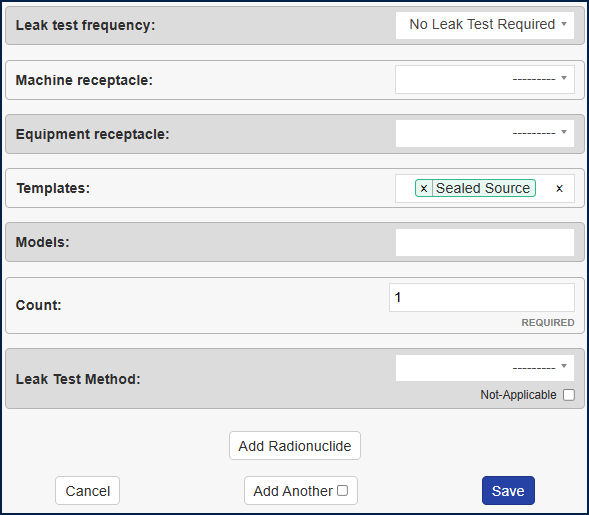 Leak test frequency: No Leak Test Required
Machine receptacle: ---------
Equipment receptacle: ---------
Templates: × Sealed Source ×
Models:
Count: 1
REQUIRED
Leak Test Method: ---------
Not-Applicable
Add Radionuclide
Cancel Add Another Save